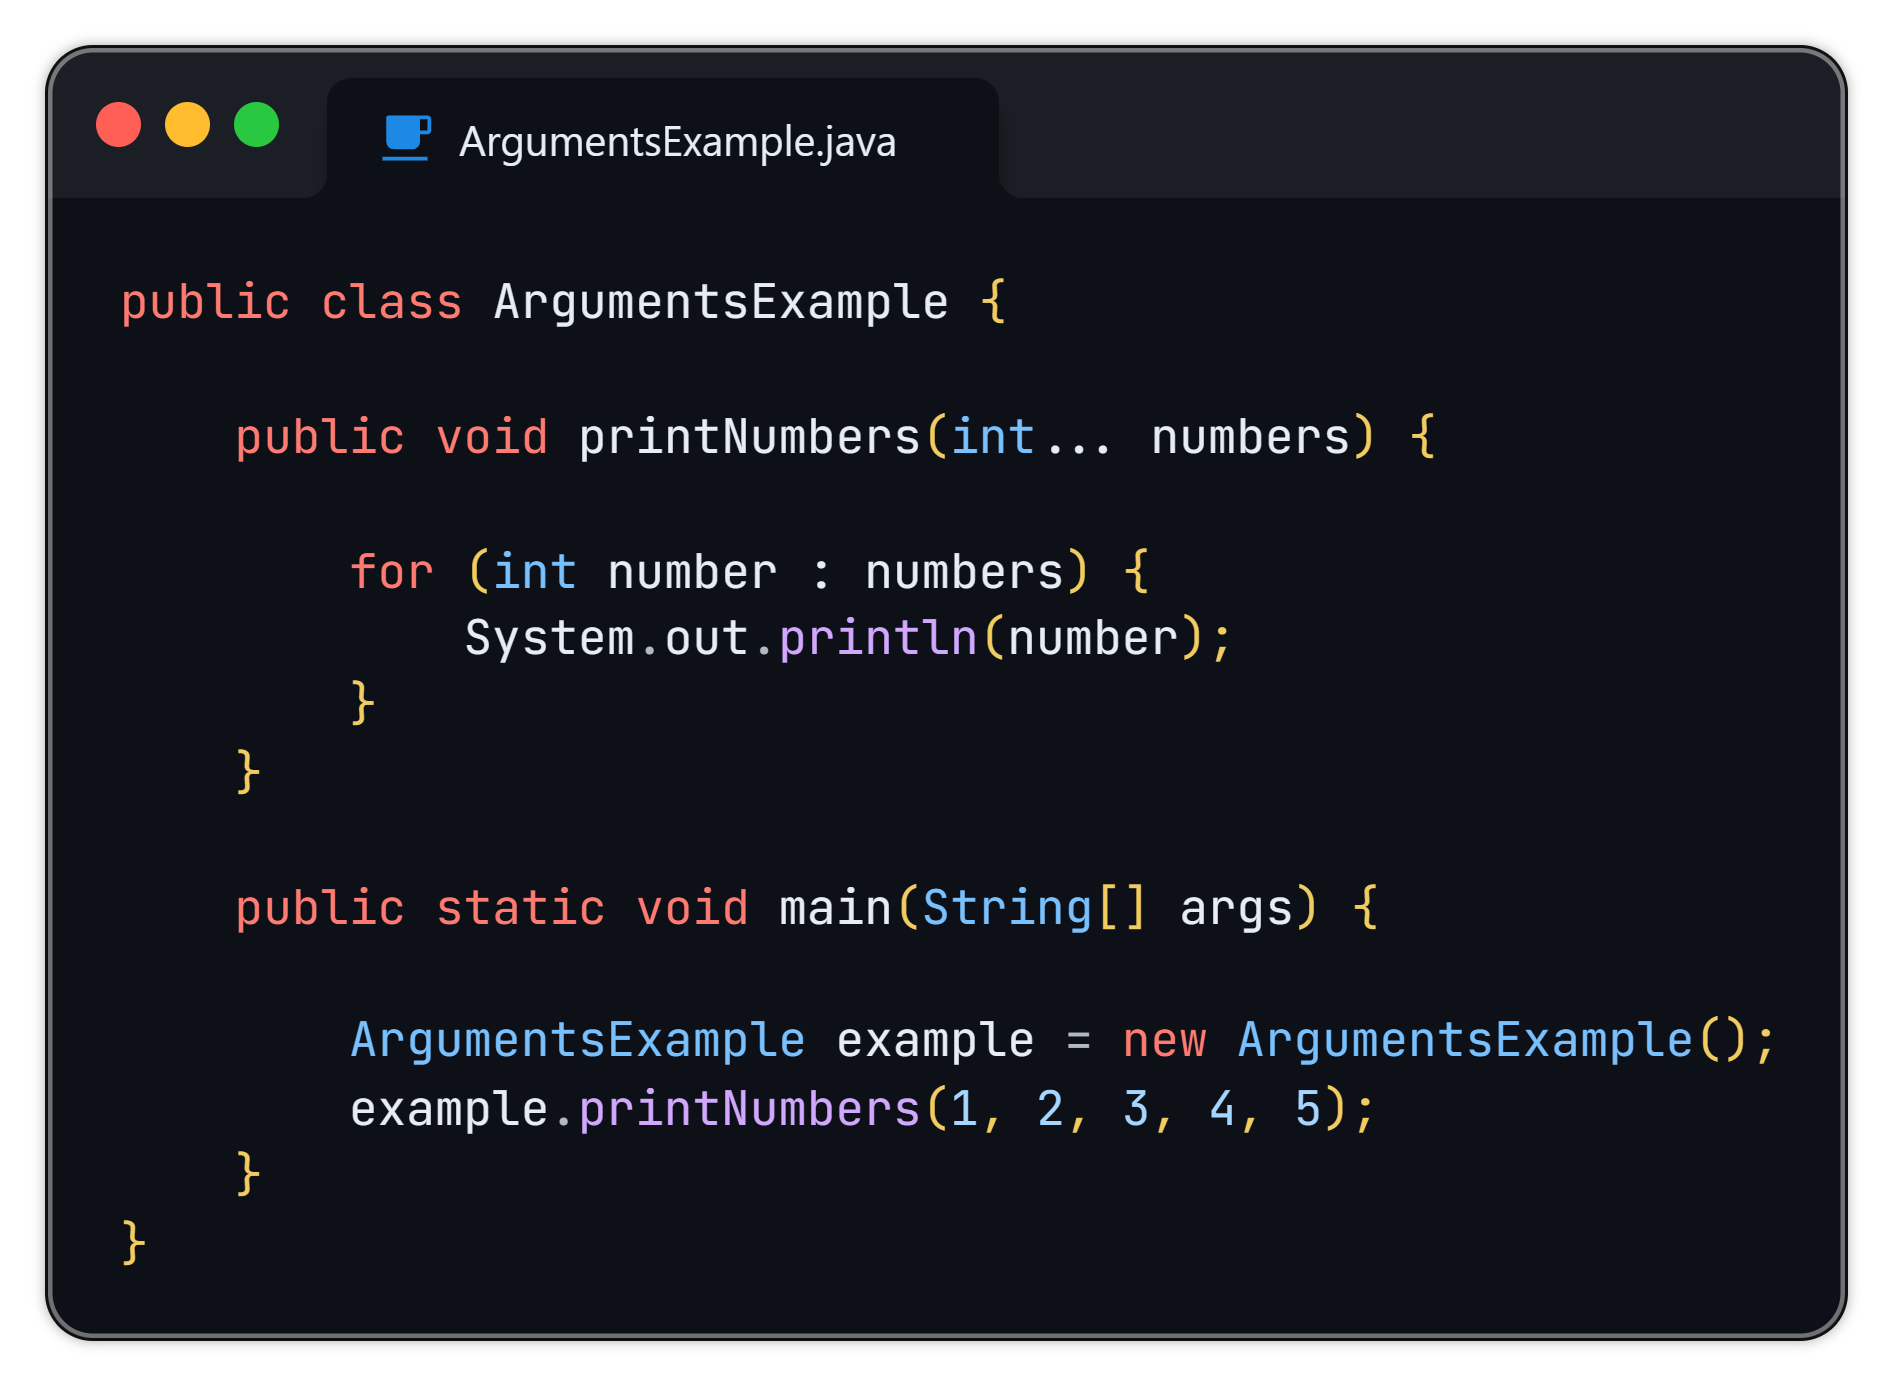 ArgumentsExample.java
public class ArgumentsExample {
public void printNumbers(int... numbers) {
for (int number : numbers) {
System.out.println(number);
}
}
public static void main(String[] args) {
ArgumentsExample example = new ArgumentsExample();
example.printNumbers(1, 2, 3, 4, 5);
}
}